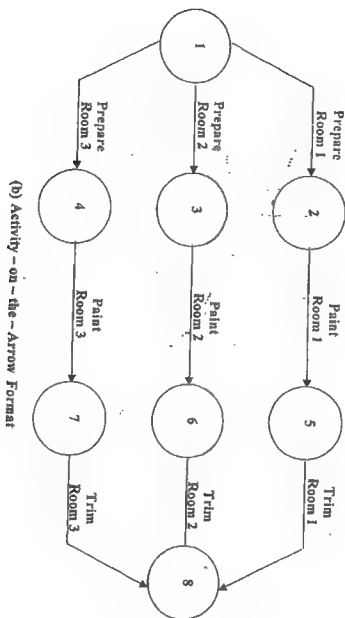 Prepare
Room 1
Paint
Room 1
Trim
Room 1
2
5
Prepare
Room 2
Paint
Room 2
Trim
Room 2
1
3
6
8
Prepare
Room 3
Paint
Room 3
Trim
Room 3
4
7
(b) Activity – on – the – Arrow Format